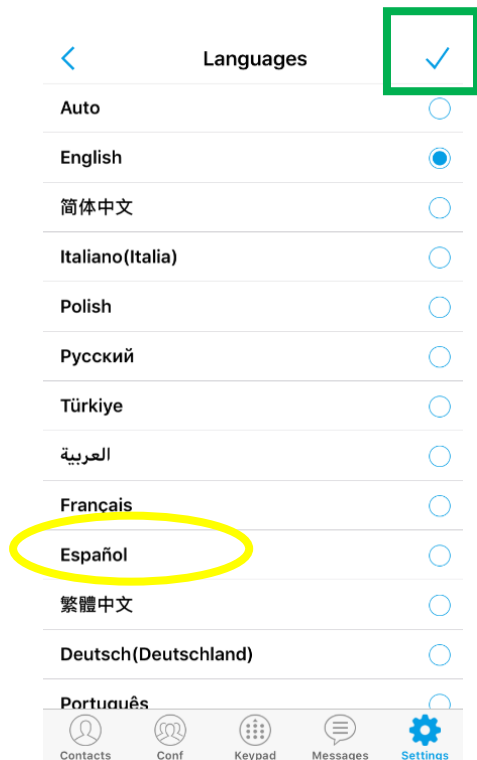 Languages
Auto
English
简体中文
Italiano(Italia)
Polish
Русский
Türkiye
العربية
Français
Español
繁體中文
Deutsch(Deutschland)
Português
Contacts Conf Keypad Messages Settings